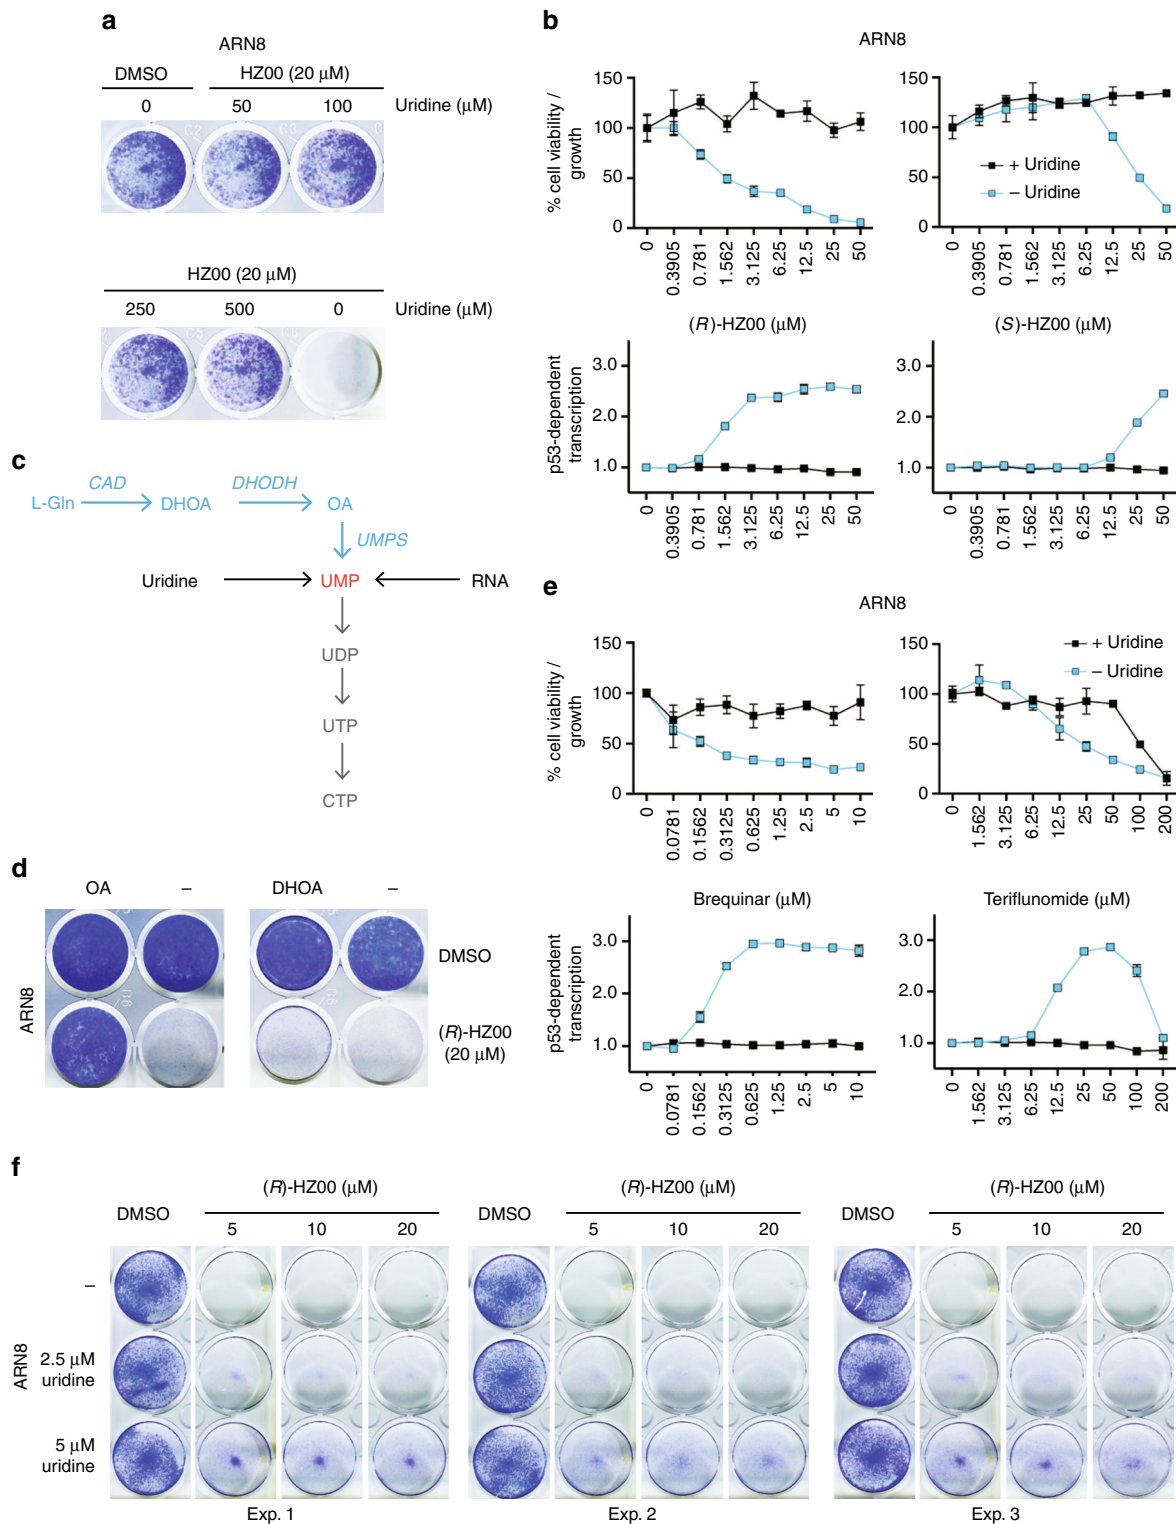 a
ARN8
DMSO HZ00 (20 μM)
0 50 100 Uridine (μM)
HZ00 (20 μM)
250 500 0 Uridine (μM)
b
ARN8
% cell viability / growth
150
100
50
0
0 0.3905 0.781 1.562 3.125 6.25 12.5 25 50
(R)-HZ00 (μM)
150
100
50
0
+ Uridine
– Uridine
0 0.3905 0.781 1.562 3.125 6.25 12.5 25 50
(S)-HZ00 (μM)
p53-dependent transcription
3.0
2.0
1.0
0 0.3905 0.781 1.562 3.125 6.25 12.5 25 50
3.0
2.0
1.0
0 0.3905 0.781 1.562 3.125 6.25 12.5 25 50
c
CAD DHODH
L-Gln DHOA OA
UMPS
Uridine UMP RNA
UDP
UTP
CTP
d
OA – DHOA –
ARN8
DMSO
(R)-HZ00
(20 μM)
e
ARN8
% cell viability / growth
150
100
50
0
0 0.0781 0.1562 0.3125 0.625 1.25 2.5 5 10
Brequinar (μM)
150
100
50
0
+ Uridine
– Uridine
0 1.562 3.125 6.25 12.5 25 50 100 200
Teriflunomide (μM)
p53-dependent transcription
3.0
2.0
1.0
0 0.0781 0.1562 0.3125 0.625 1.25 2.5 5 10
3.0
2.0
1.0
0 1.562 3.125 6.25 12.5 25 50 100 200
f
(R)-HZ00 (μM) (R)-HZ00 (μM) (R)-HZ00 (μM)
DMSO 5 10 20 DMSO 5 10 20 DMSO 5 10 20
ARN8
–
2.5 μM
uridine
5 μM
uridine
Exp. 1 Exp. 2 Exp. 3